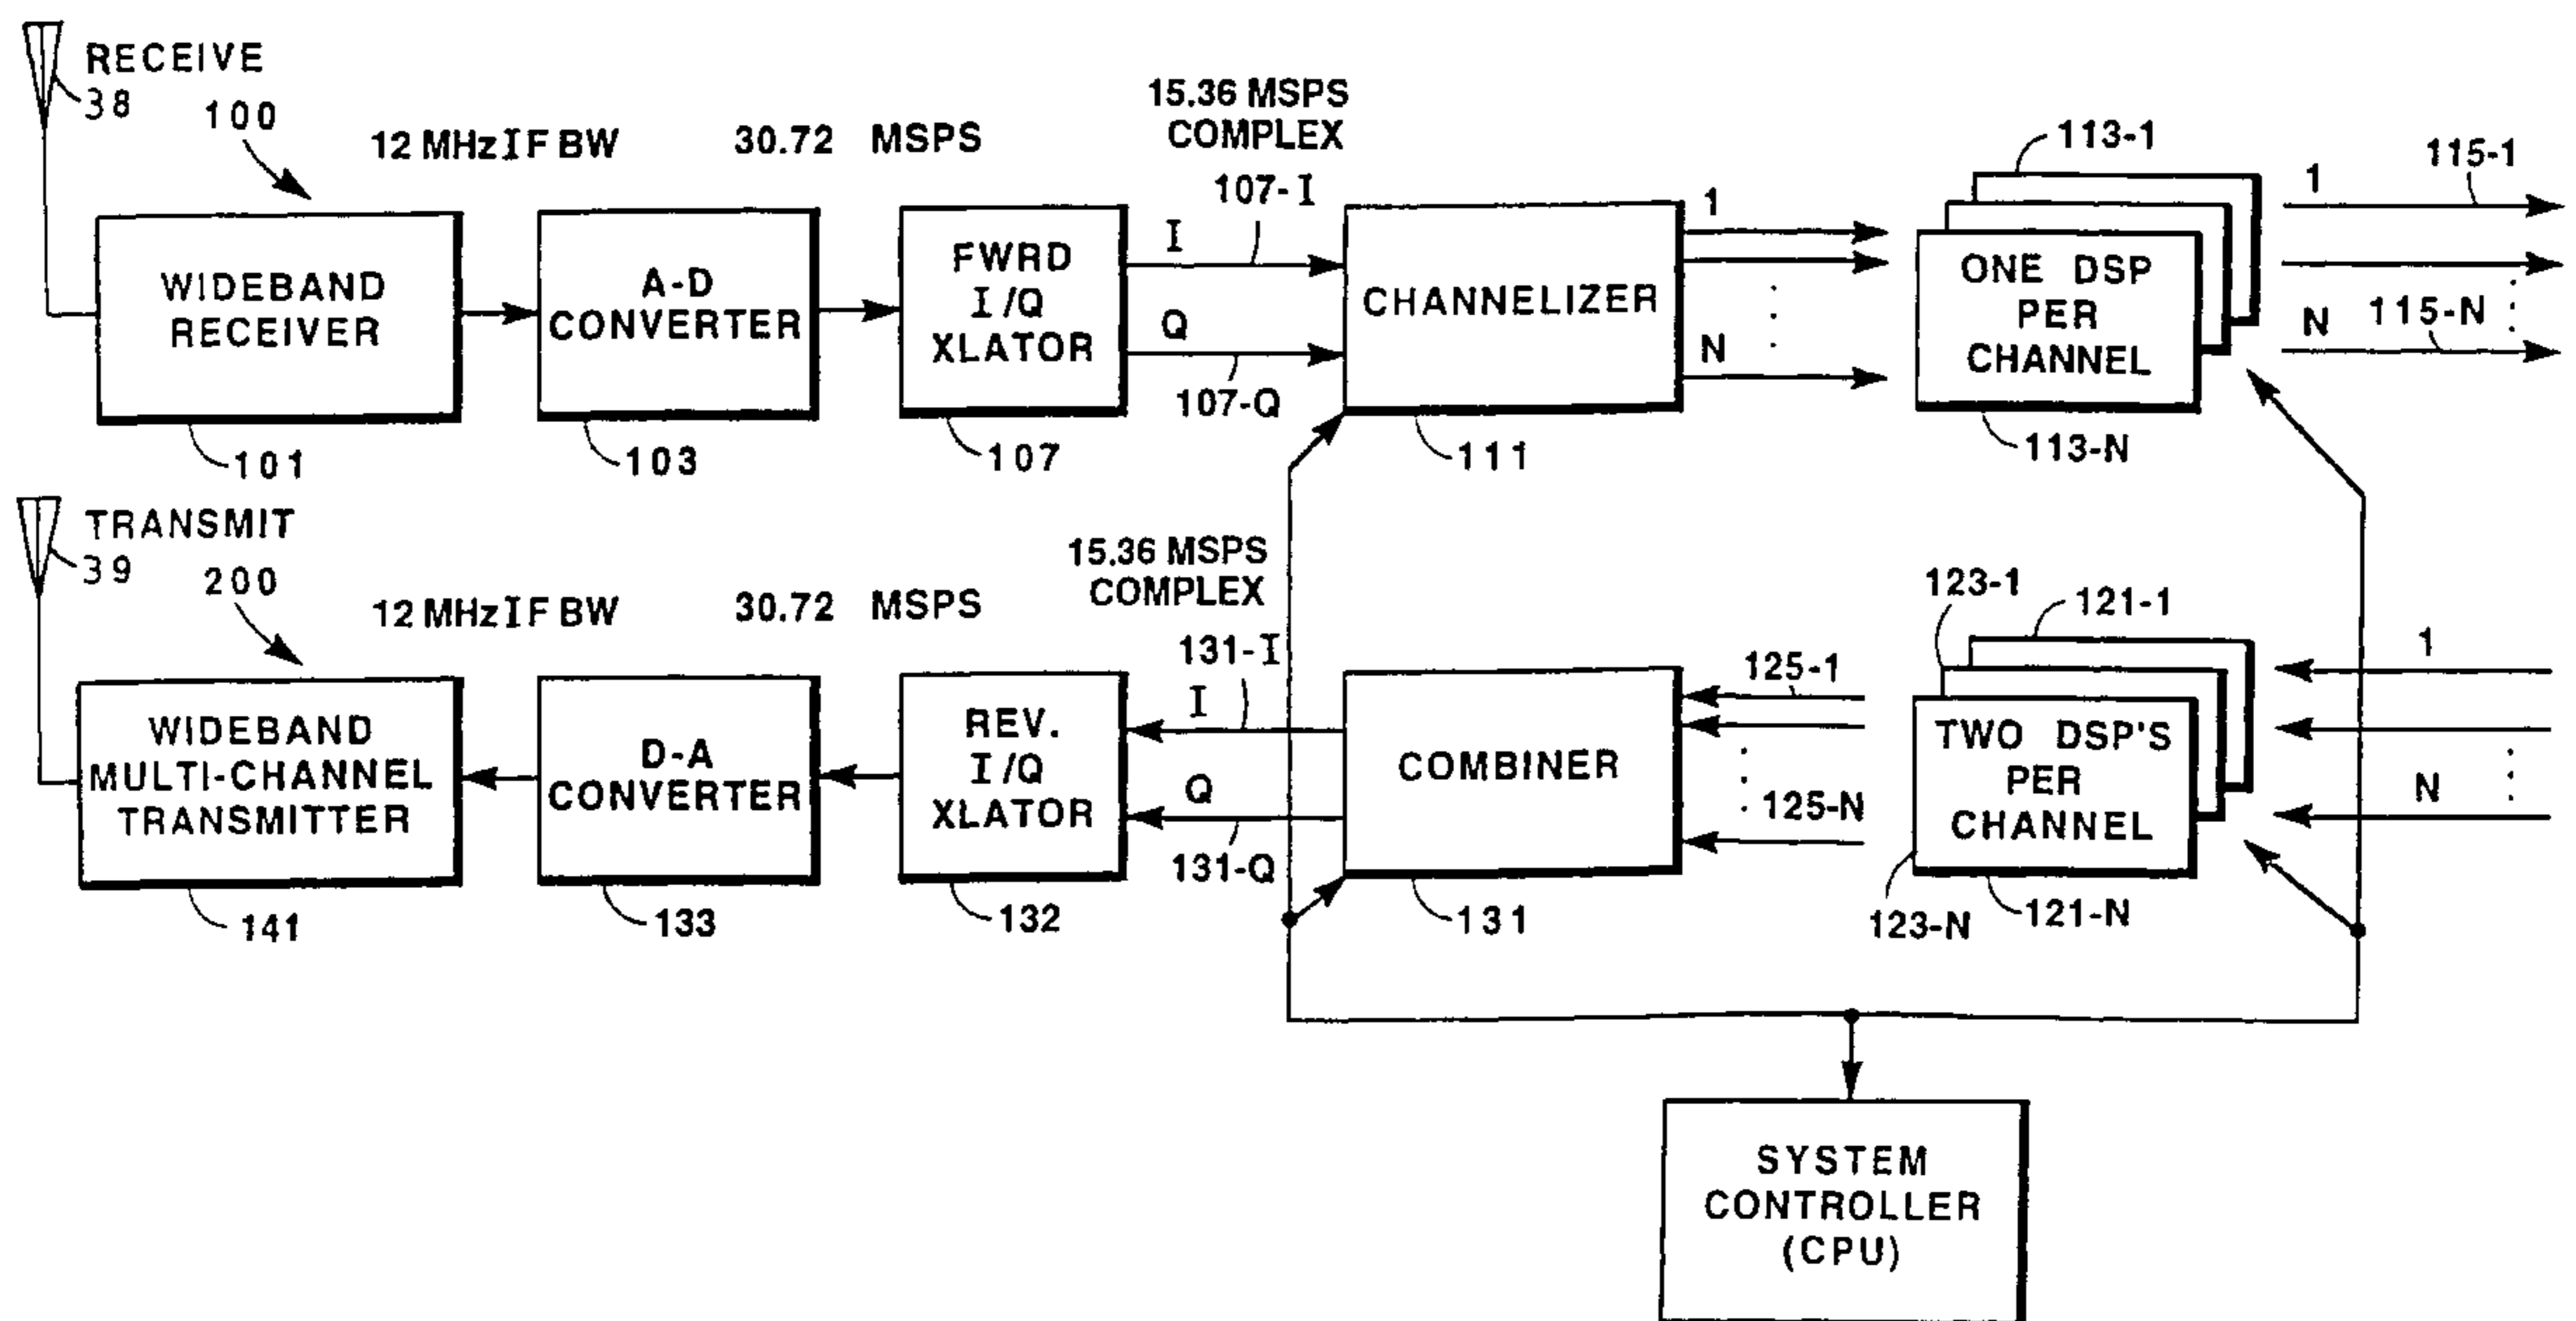 RECEIVE
38
100
12 MHz IF BW
30.72 MSPS
15.36 MSPS
COMPLEX
107-I
I
Q
107-Q
WIDEBAND
RECEIVER
101
A-D
CONVERTER
103
FWRD
I/Q
XLATOR
107
CHANNELIZER
111
1
N
113-1
ONE DSP
PER
CHANNEL
113-N
1
115-1
N
115-N
TRANSMIT
39
200
12 MHz IF BW
30.72 MSPS
15.36 MSPS
COMPLEX
131-I
I
Q
131-Q
WIDEBAND
MULTI-CHANNEL
TRANSMITTER
141
D-A
CONVERTER
133
REV.
I/Q
XLATOR
132
COMBINER
131
125-1
125-N
123-1
121-1
TWO DSP'S
PER
CHANNEL
123-N
121-N
1
N
SYSTEM
CONTROLLER
(CPU)